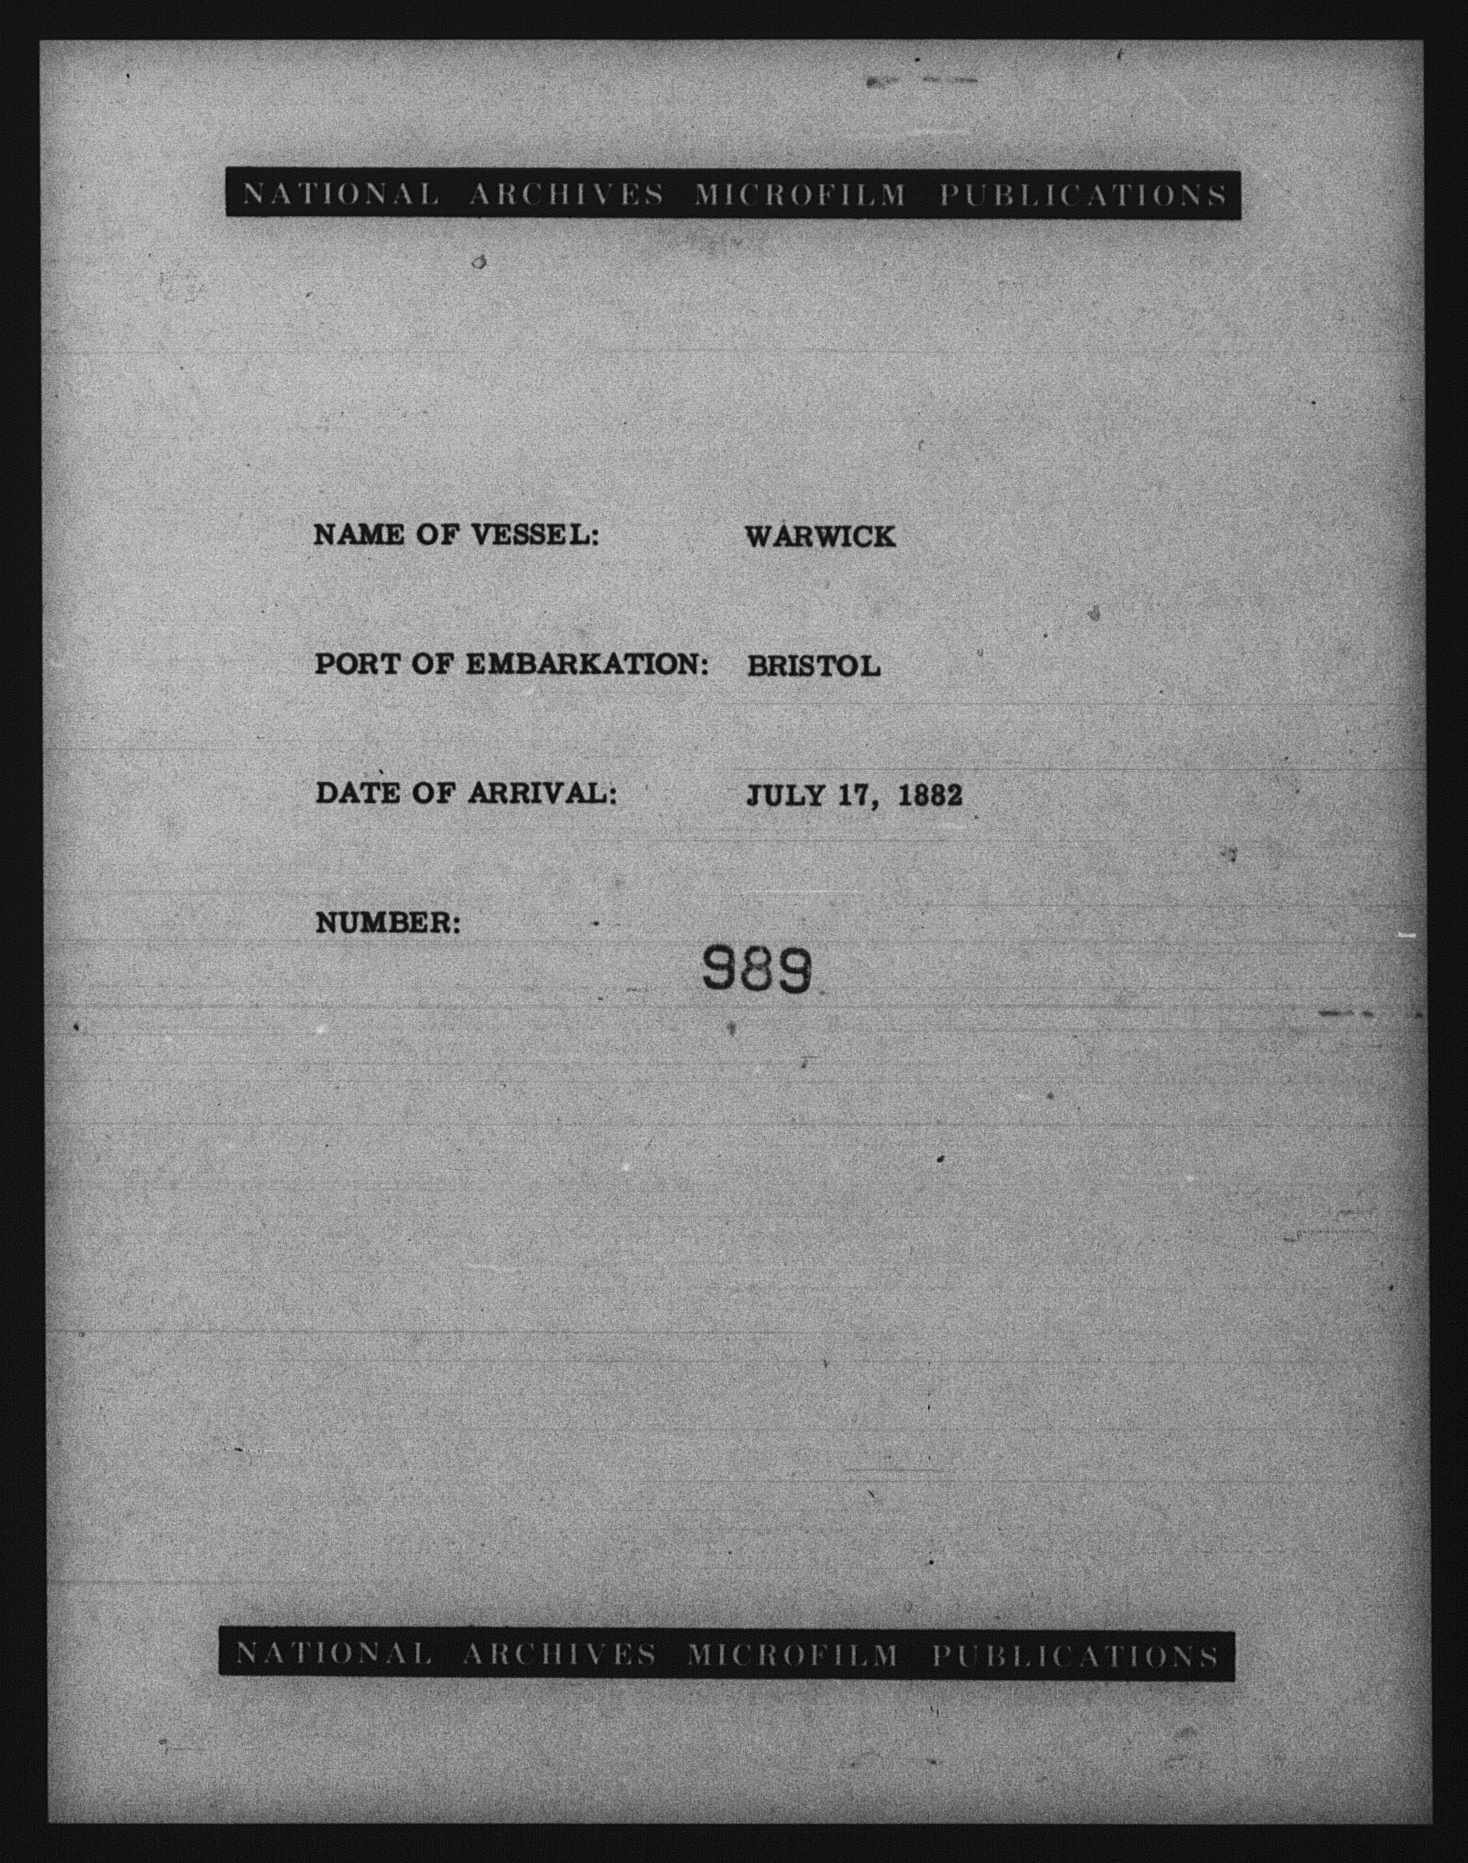 NATIONAL ARCHIVES MICROFILM PUBLICATIONS
NAME OF VESSEL: WARWICK
PORT OF EMBARKATION: BRISTOL
DATE OF ARRIVAL: JULY 17, 1882
NUMBER:
989
NATIONAL ARCHIVES MICROFILM PUBLICATIONS